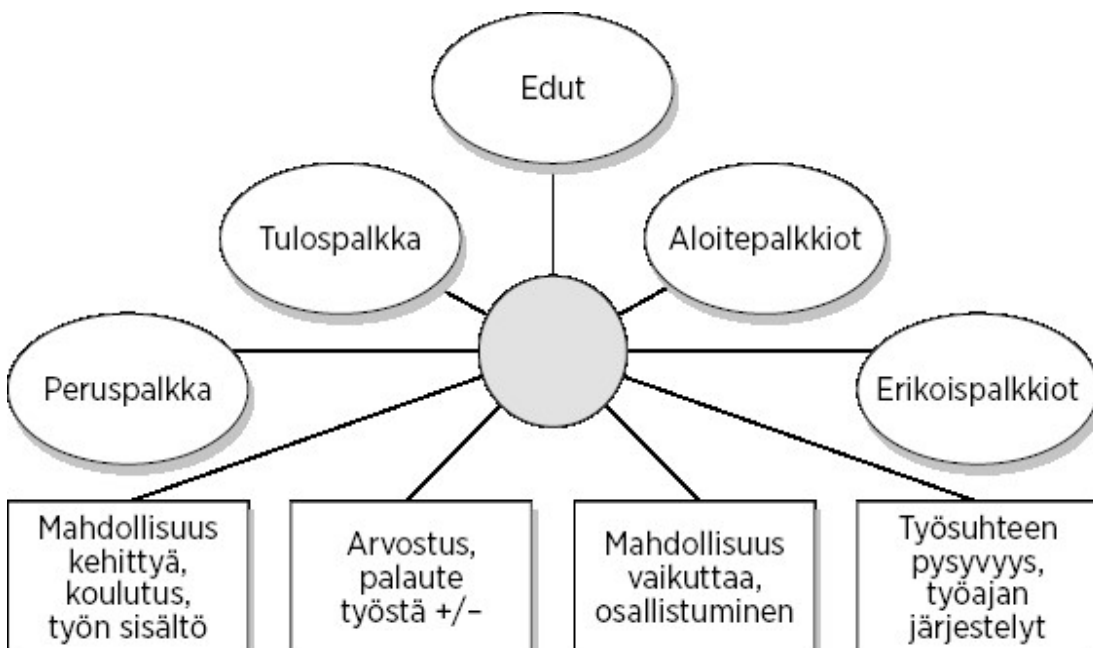 Edut
Tulospalkka
Aloitepalkkiot
Peruspalkka
Erikoispalkkiot
Mahdollisuus
kehittyä,
koulutus,
työn sisältö
Arvostus,
palaute
työstä +/–
Mahdollisuus
vaikuttaa,
osallistuminen
Työsuhteen
pysyvyys,
työajan
järjestelyt